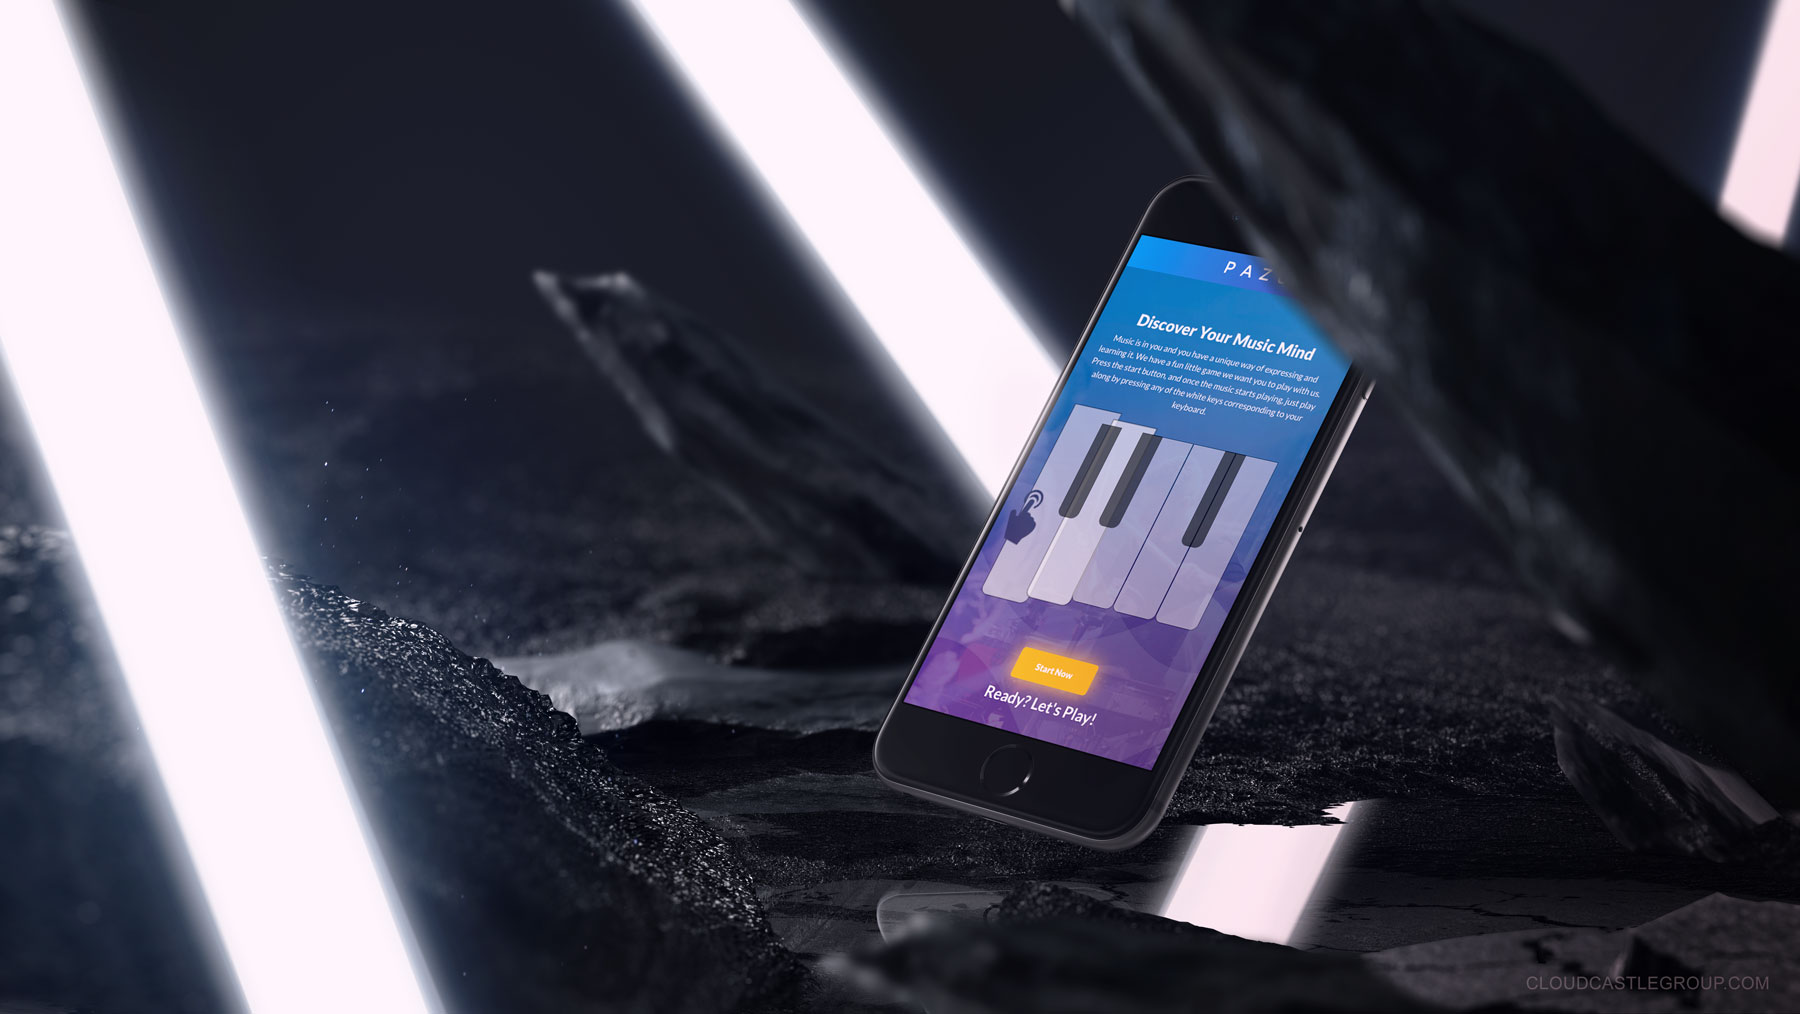 PAZ
Discover Your Music Mind
Music is in you and you have a unique way of expressing and
learning it. We have a fun little game we want you to play with us.
Press the start button, and once the music starts playing, just play
along by pressing any of the white keys corresponding to your
keyboard.
Start Now
Ready? Let's Play!
CLOUDCASTLEGROUP.COM